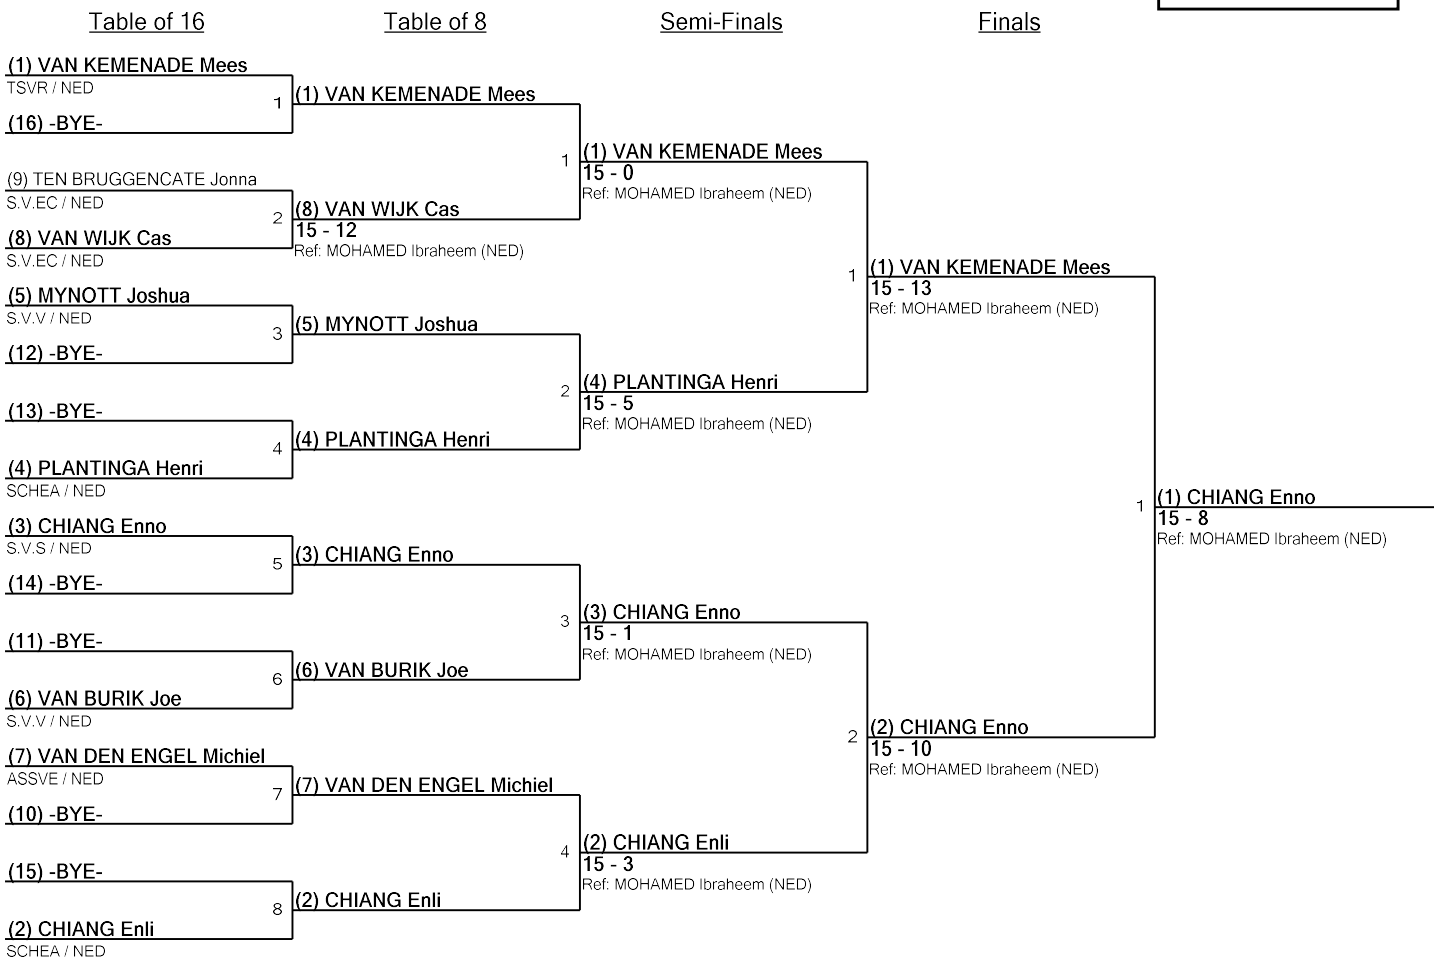 Table of 16
Table of 8
Semi-Finals
Finals
(1) VAN KEMENADE Mees
TSVR / NED
1
(16) -BYE-
(9) TEN BRUGGENCATE Jonna
S.V.EC / NED
2
(8) VAN WIJK Cas
S.V.EC / NED
(5) MYNOTT Joshua
S.V.V / NED
3
(12) -BYE-
(13) -BYE-
4
(4) PLANTINGA Henri
SCHEA / NED
(3) CHIANG Enno
S.V.S / NED
5
(14) -BYE-
(11) -BYE-
6
(6) VAN BURIK Joe
S.V.V / NED
(7) VAN DEN ENGEL Michiel
ASSVE / NED
7
(10) -BYE-
(15) -BYE-
8
(2) CHIANG Enli
SCHEA / NED
(1) VAN KEMENADE Mees
1
(8) VAN WIJK Cas
15 - 12
Ref: MOHAMED Ibraheem (NED)
(5) MYNOTT Joshua
2
(4) PLANTINGA Henri
(3) CHIANG Enno
3
(6) VAN BURIK Joe
(7) VAN DEN ENGEL Michiel
4
(2) CHIANG Enli
(1) VAN KEMENADE Mees
15 - 0
Ref: MOHAMED Ibraheem (NED)
1
(4) PLANTINGA Henri
15 - 5
Ref: MOHAMED Ibraheem (NED)
(3) CHIANG Enno
15 - 1
Ref: MOHAMED Ibraheem (NED)
2
(2) CHIANG Enli
15 - 3
Ref: MOHAMED Ibraheem (NED)
(1) VAN KEMENADE Mees
15 - 13
Ref: MOHAMED Ibraheem (NED)
1
(2) CHIANG Enno
15 - 10
Ref: MOHAMED Ibraheem (NED)
(1) CHIANG Enno
15 - 8
Ref: MOHAMED Ibraheem (NED)